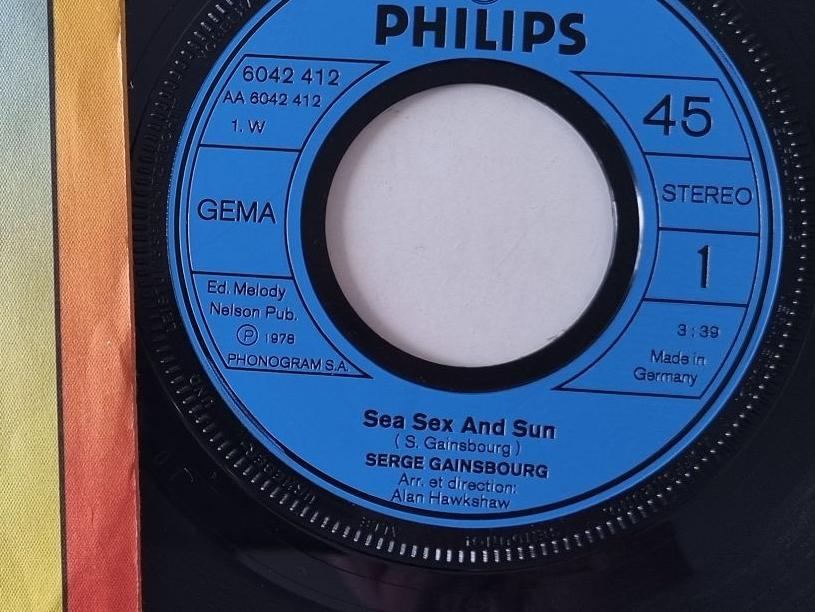 PHILIPS
6042 412
AA 6042 412
1. W
GEMA
Ed. Melody
Nelson Pub.
Ⓟ 1978
PHONOGRAM S.A.
45
STEREO
1
3:39
Made in
Germany
Sea Sex And Sun
( S. Gainsbourg )
SERGE GAINSBOURG
Arr. et direction:
Alan Hawkshaw